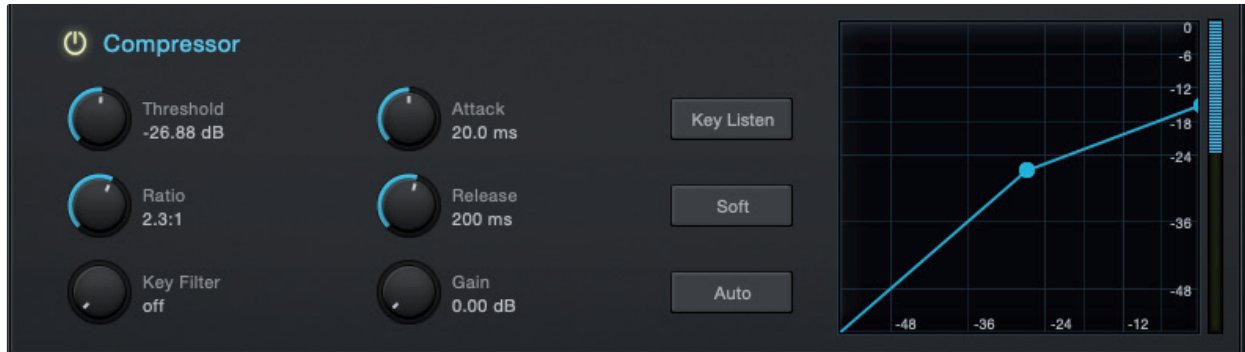 Compressor
Threshold
-26.88 dB
Attack
20.0 ms
Key Listen
Ratio
2.3:1
Release
200 ms
Soft
Key Filter
off
Gain
0.00 dB
Auto
0
-6
-12
-18
-24
-36
-48
-48 -36 -24 -12